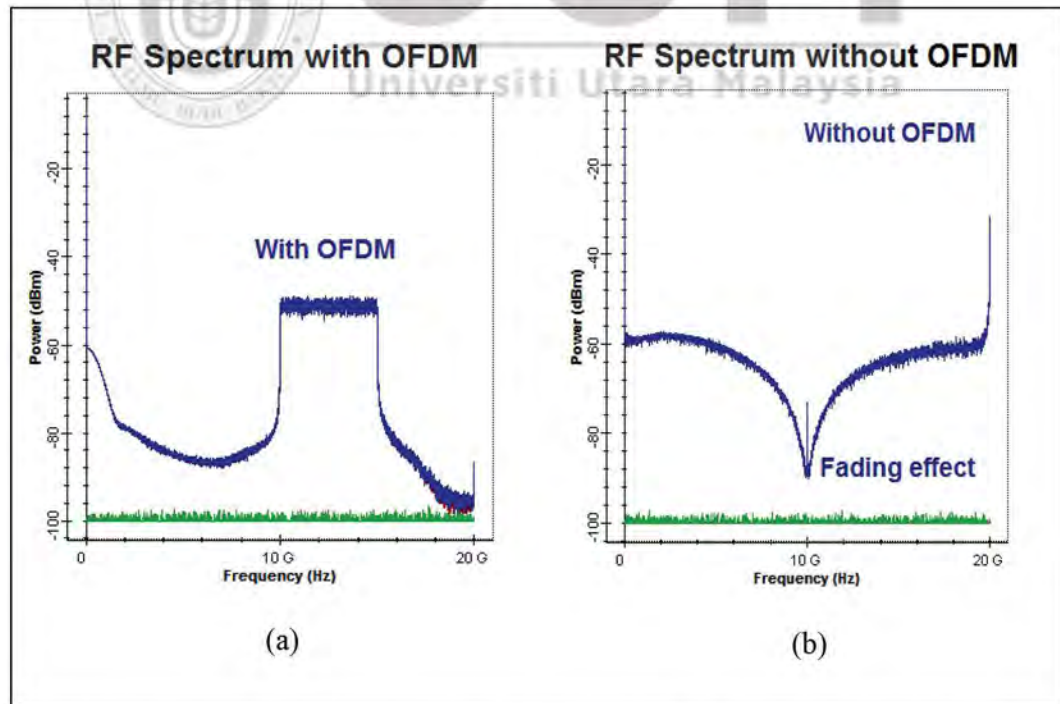 RF Spectrum with OFDM
RF Spectrum without OFDM
Universiti Utara Malaysia
With OFDM
Power (dBm)
-20
-40
-60
-80
-100
0
10 G
20 G
Frequency (Hz)
(a)
Without OFDM
Fading effect
Power (dBm)
-20
-40
-60
-80
-100
0
10 G
20 G
Frequency (Hz)
(b)